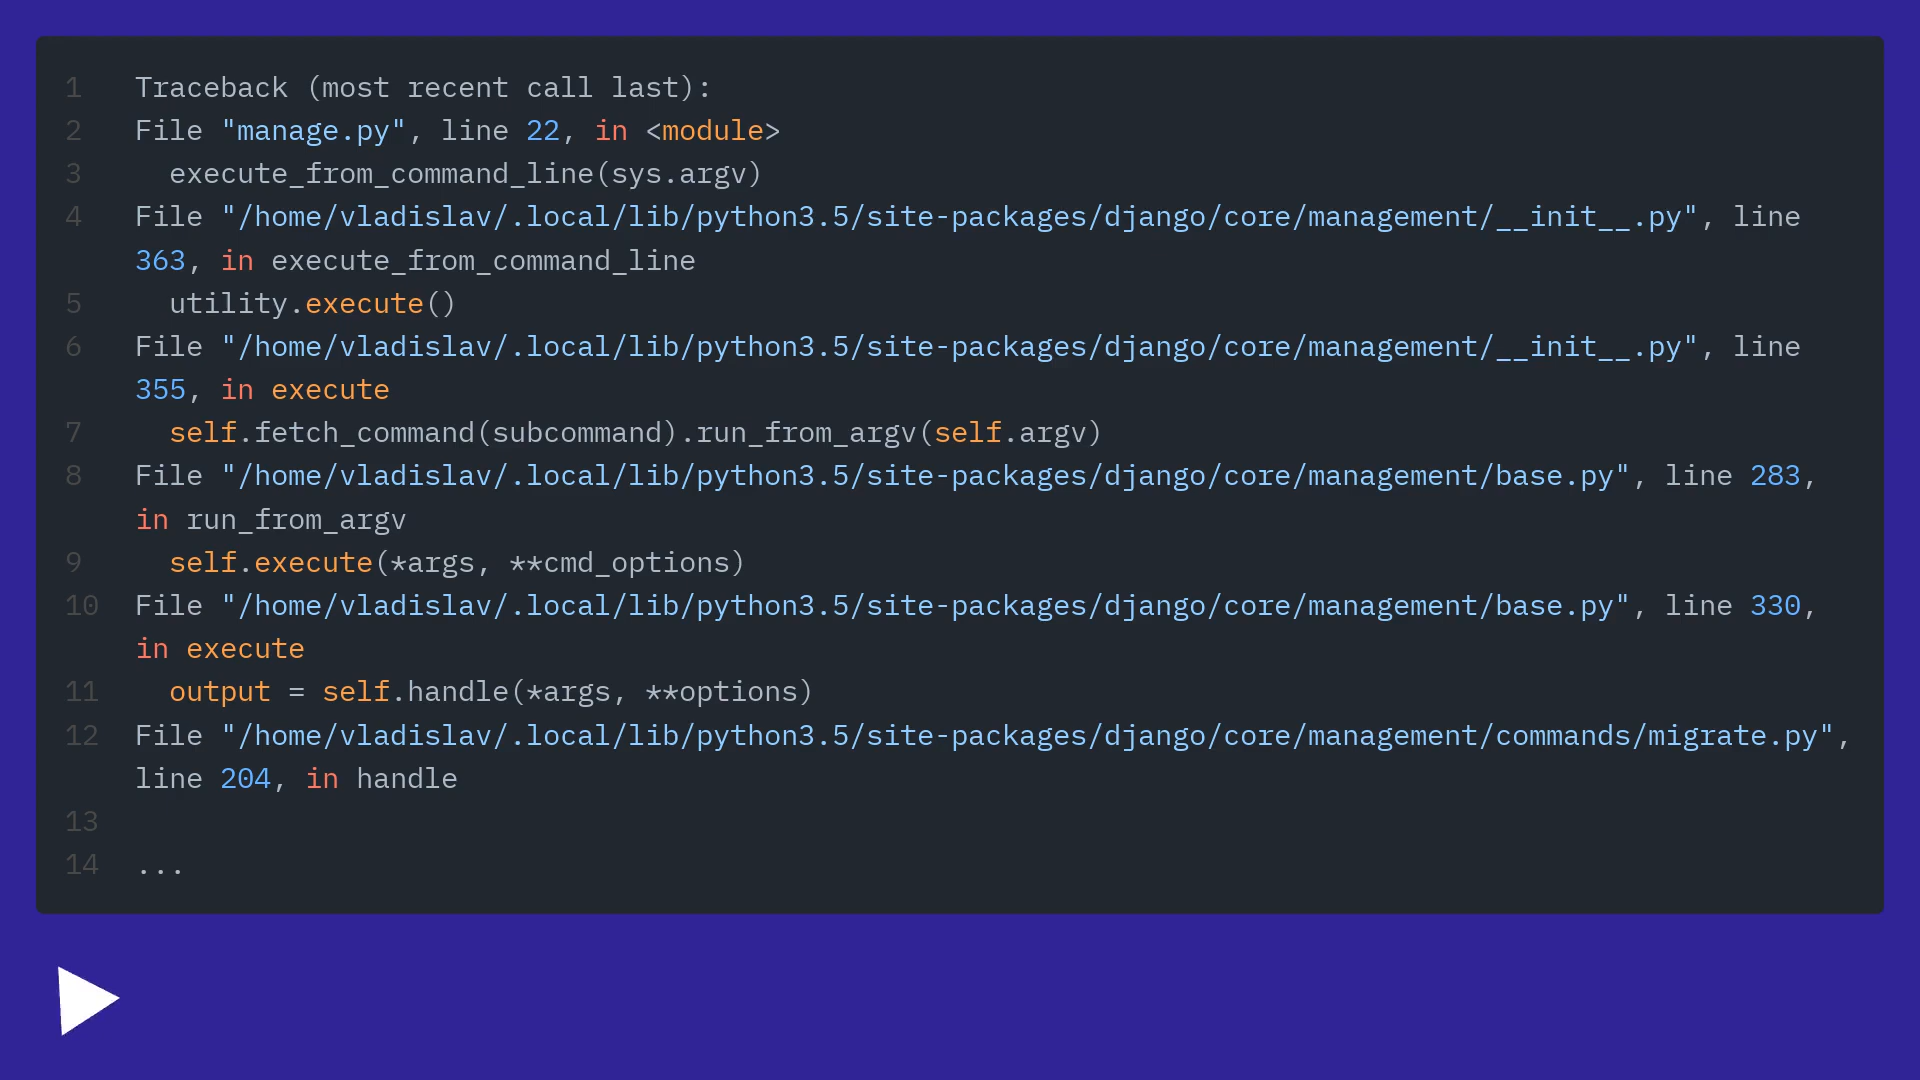 1 Traceback (most recent call last):
2 File "manage.py", line 22, in <module>
3 execute_from_command_line(sys.argv)
4 File "/home/vladislav/.local/lib/python3.5/site-packages/django/core/management/__init__.py", line
363, in execute_from_command_line
5 utility.execute()
6 File "/home/vladislav/.local/lib/python3.5/site-packages/django/core/management/__init__.py", line
355, in execute
7 self.fetch_command(subcommand).run_from_argv(self.argv)
8 File "/home/vladislav/.local/lib/python3.5/site-packages/django/core/management/base.py", line 283,
in run_from_argv
9 self.execute(*args, **cmd_options)
10 File "/home/vladislav/.local/lib/python3.5/site-packages/django/core/management/base.py", line 330,
in execute
11 output = self.handle(*args, **options)
12 File "/home/vladislav/.local/lib/python3.5/site-packages/django/core/management/commands/migrate.py",
line 204, in handle
13
14 ...